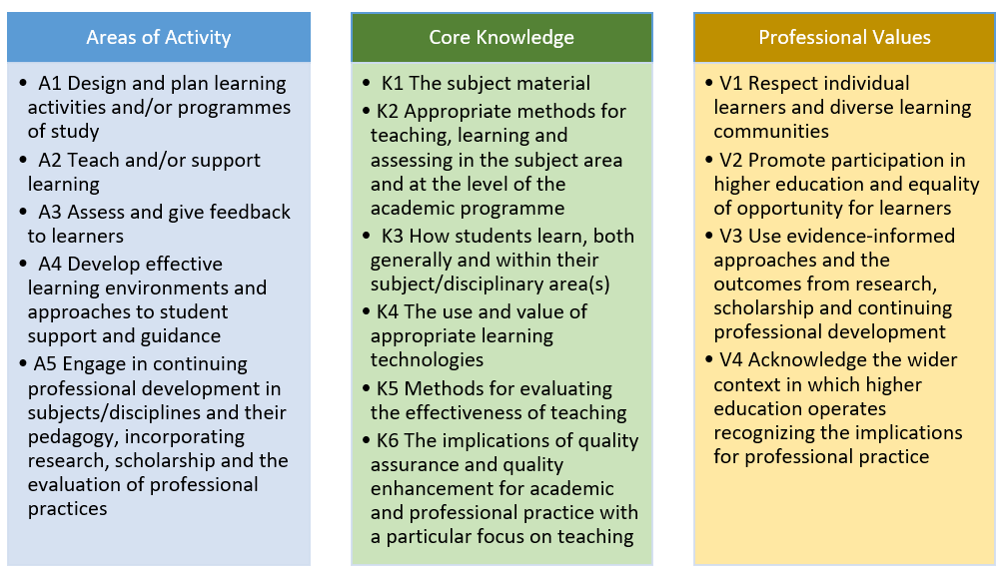 Areas of Activity
• A1 Design and plan learning
activities and/or programmes
of study
• A2 Teach and/or support
learning
• A3 Assess and give feedback
to learners
• A4 Develop effective
learning environments and
approaches to student
support and guidance
• A5 Engage in continuing
professional development in
subjects/disciplines and their
pedagogy, incorporating
research, scholarship and the
evaluation of professional
practices
Core Knowledge
• K1 The subject material
• K2 Appropriate methods for
teaching, learning and
assessing in the subject area
and at the level of the
academic programme
• K3 How students learn, both
generally and within their
subject/disciplinary area(s)
• K4 The use and value of
appropriate learning
technologies
• K5 Methods for evaluating
the effectiveness of teaching
• K6 The implications of quality
assurance and quality
enhancement for academic
and professional practice with
a particular focus on teaching
Professional Values
• V1 Respect individual
learners and diverse learning
communities
• V2 Promote participation in
higher education and equality
of opportunity for learners
• V3 Use evidence-informed
approaches and the
outcomes from research,
scholarship and continuing
professional development
• V4 Acknowledge the wider
context in which higher
education operates
recognizing the implications
for professional practice